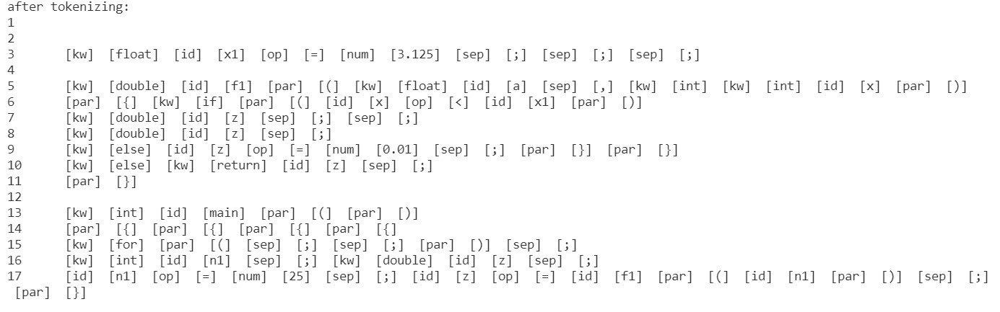 after tokenizing:
1
2
3 [kw] [float] [id] [x1] [op] [=] [num] [3.125] [sep] [;] [sep] [;] [sep] [;]
4
5 [kw] [double] [id] [f1] [par] [(] [kw] [float] [id] [a] [sep] [,] [kw] [int] [kw] [int] [id] [x] [par] [)]
6 [par] [{] [kw] [if] [par] [(] [id] [x] [op] [<] [id] [x1] [par] [)]
7 [kw] [double] [id] [z] [sep] [;] [sep] [;]
8 [kw] [double] [id] [z] [sep] [;]
9 [kw] [else] [id] [z] [op] [=] [num] [0.01] [sep] [;] [par] [}] [par] [}]
10 [kw] [else] [kw] [return] [id] [z] [sep] [;]
11 [par] [}]
12
13 [kw] [int] [id] [main] [par] [(] [par] [)]
14 [par] [{] [par] [{] [par] [{] [par] [{]
15 [kw] [for] [par] [(] [sep] [;] [sep] [;] [par] [)] [sep] [;]
16 [kw] [int] [id] [n1] [sep] [;] [kw] [double] [id] [z] [sep] [;]
17 [id] [n1] [op] [=] [num] [25] [sep] [;] [id] [z] [op] [=] [id] [f1] [par] [(] [id] [n1] [par] [)] [sep] [;]
[par] [}]